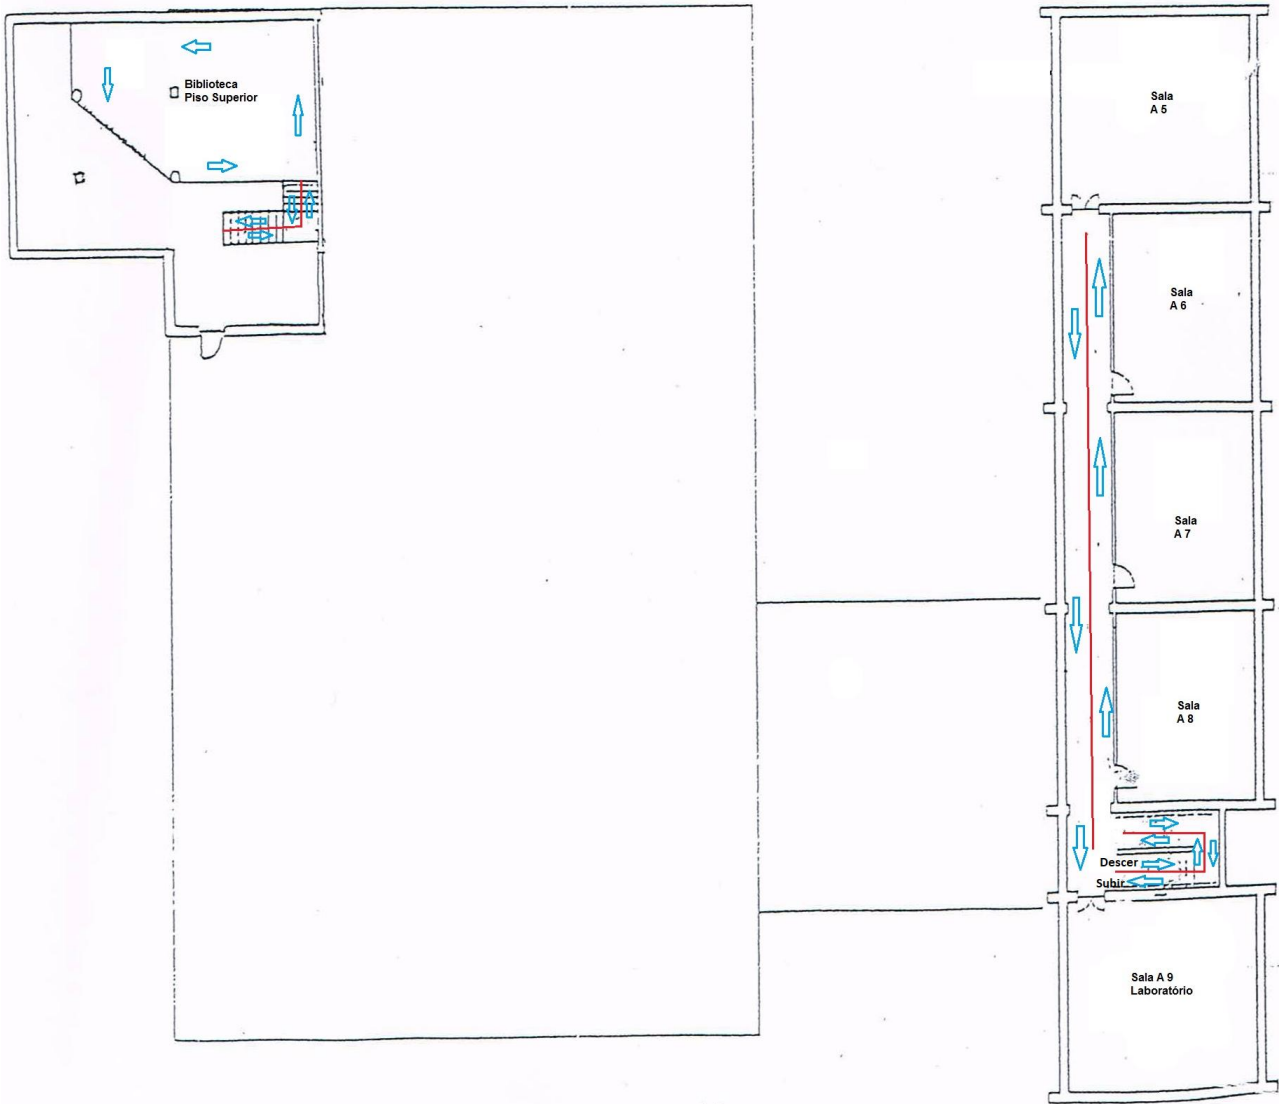 Biblioteca
Piso Superior
Sala
A 5
Sala
A 6
Sala
A 7
Sala
A 8
Descer
Subir
Sala A 9
Laboratório